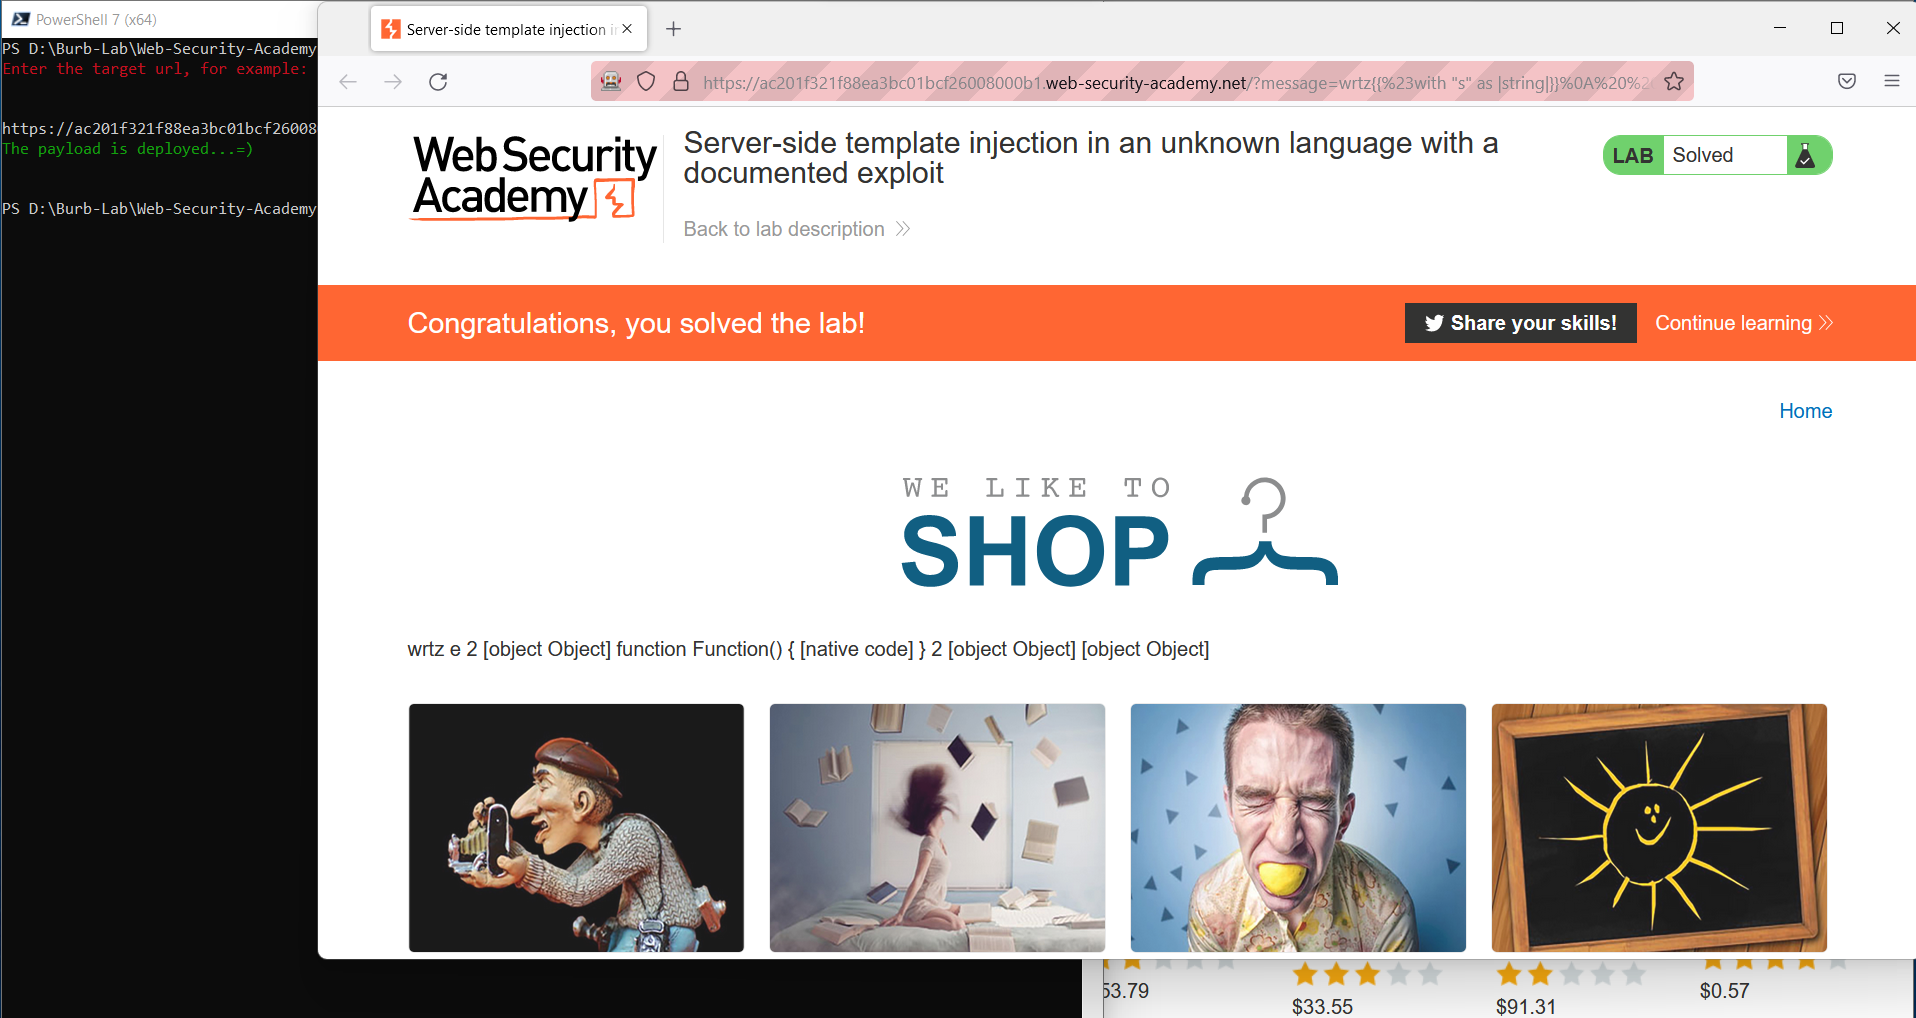 PowerShell 7 (x64)
PS D:\Burb-Lab\Web-Security-Academy
Enter the target url, for example:
https://ac201f321f88ea3bc01bcf26008
The payload is deployed...=)
PS D:\Burb-Lab\Web-Security-Academy
Server-side template injection in
https://ac201f321f88ea3bc01bcf26008000b1.web-security-academy.net/?message=wrtz{{%23with "s" as |string|}}%0A%20%2
Web Security
Academy
Server-side template injection in an unknown language with a
documented exploit
Back to lab description
LAB Solved
Congratulations, you solved the lab!
Share your skills!
Continue learning
Home
WE LIKE TO
SHOP
wrtz e 2 [object Object] function Function() { [native code] } 2 [object Object] [object Object]
53.79
$33.55
$91.31
$0.57